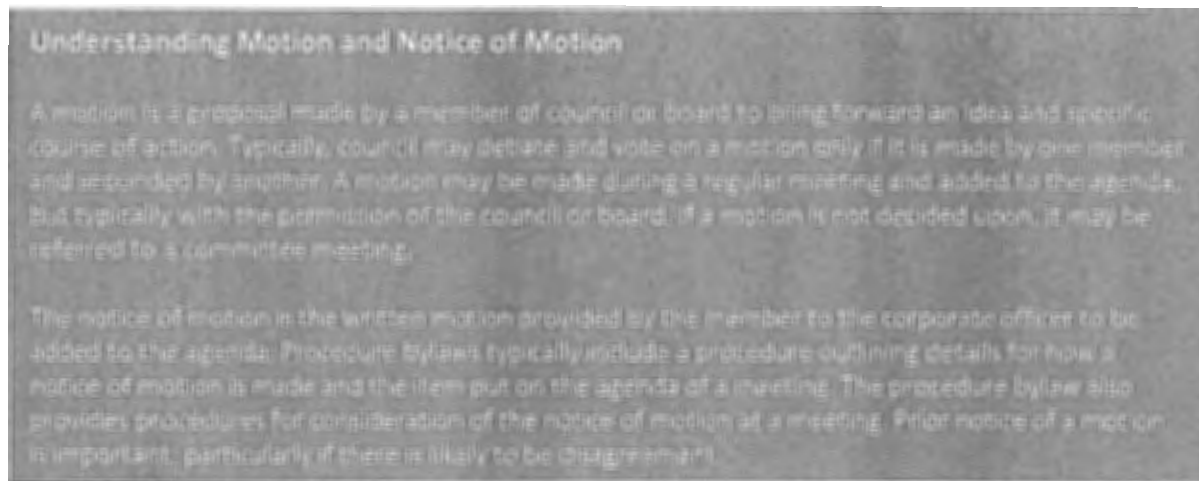 Understanding Motion and Notice of Motion
A motion is a proposal made by a member of council or board to bring forward an idea and specific
course of action. Typically, council may debate and vote on a motion only if it is made by one member
and seconded by another. A motion may be made during a regular meeting and added to the agenda,
but typically with the permission of the council or board. If a motion is not decided upon, it may be
referred to a committee meeting.
The notice of motion is the written motion provided by the member to the corporate officer to be
added to the agenda. Procedure bylaws typically include a procedure outlining details for how a
notice of motion is made and the item put on the agenda of a meeting. The procedure bylaw also
provides procedures for consideration of the notice of motion at a meeting. Prior notice of a motion
is important, particularly if there is likely to be disagreement.